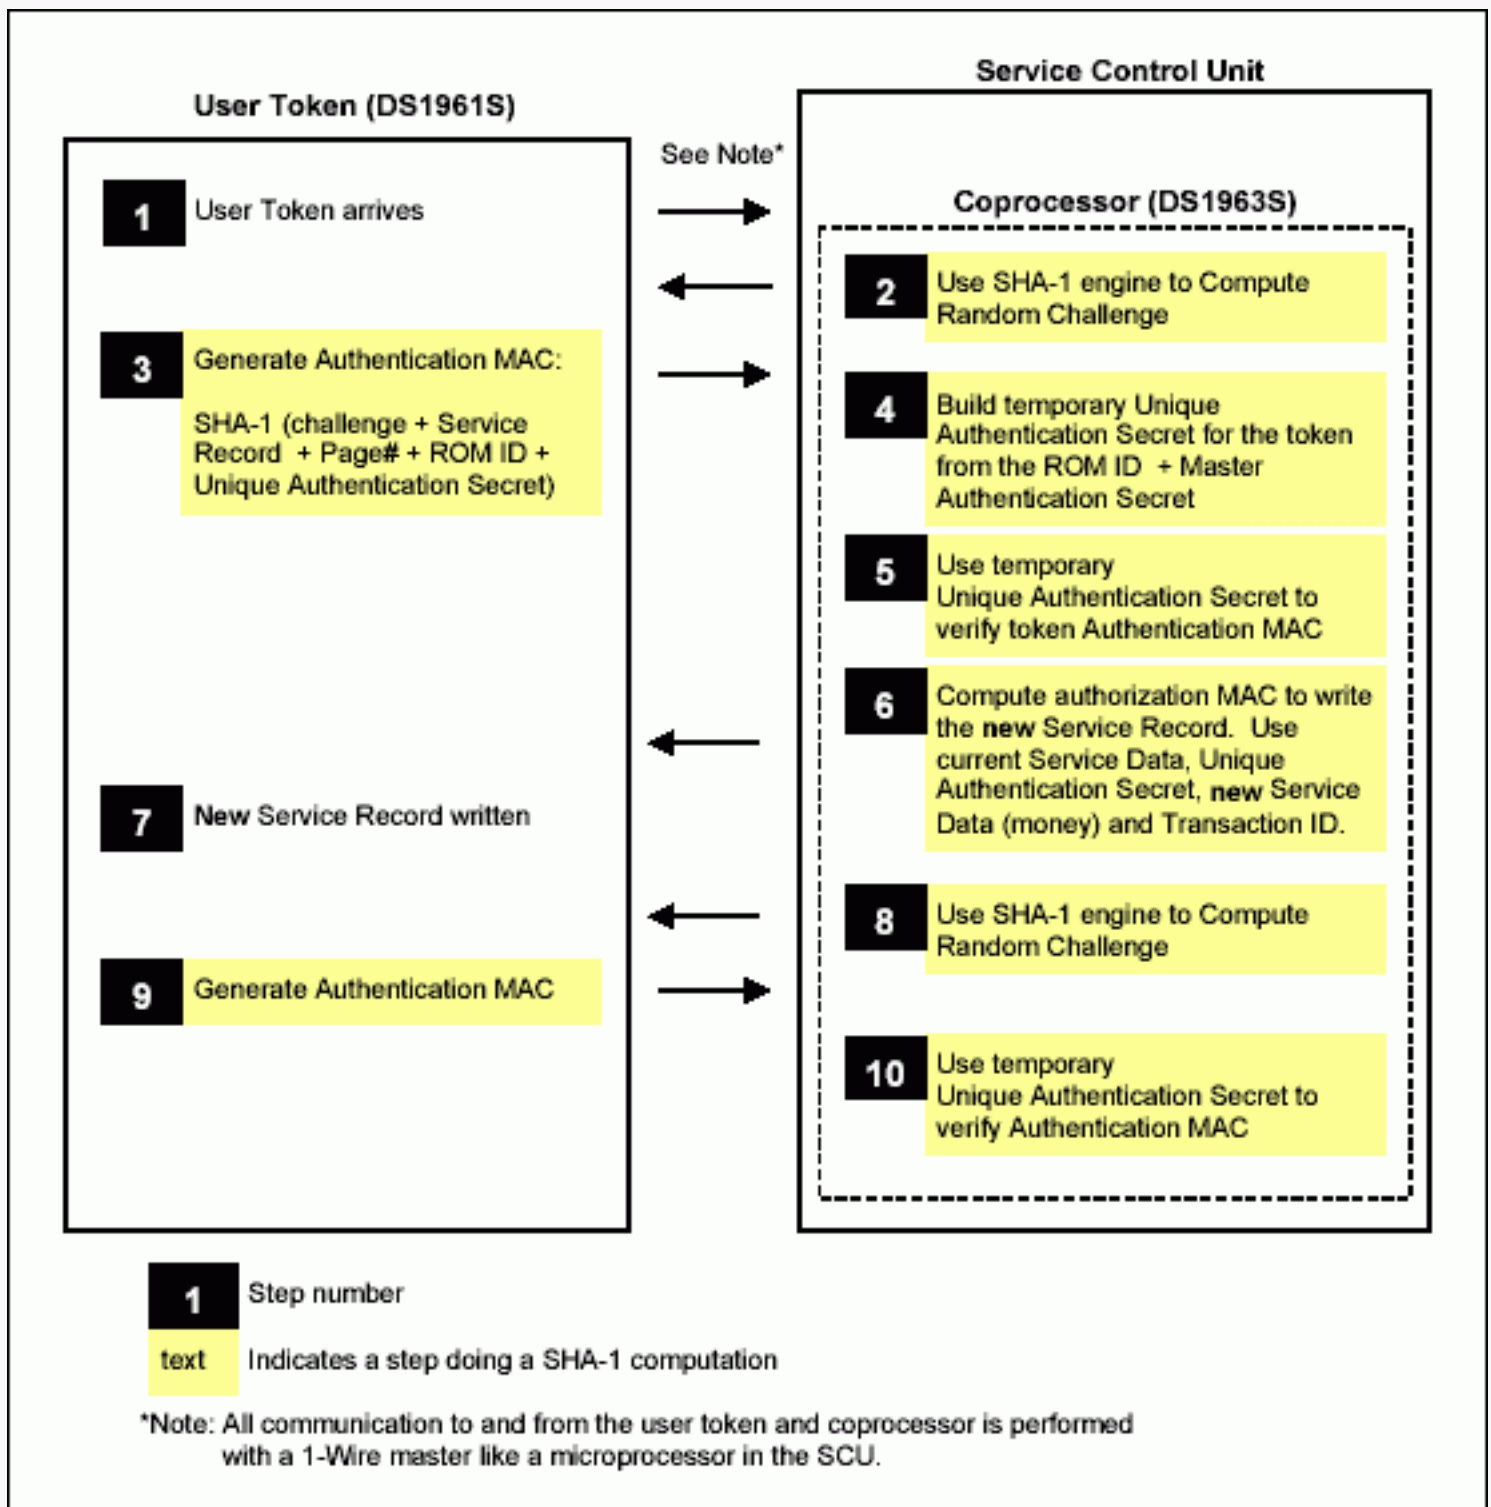 Service Control Unit
User Token (DS1961S)
See Note*
1
User Token arrives
Coprocessor (DS1963S)
2
Use SHA-1 engine to Compute
Random Challenge
3
Generate Authentication MAC:
SHA-1 (challenge + Service
Record + Page# + ROM ID +
Unique Authentication Secret)
4
Build temporary Unique
Authentication Secret for the token
from the ROM ID + Master
Authentication Secret
5
Use temporary
Unique Authentication Secret to
verify token Authentication MAC
6
Compute authorization MAC to write
the new Service Record. Use
current Service Data, Unique
Authentication Secret, new Service
Data (money) and Transaction ID.
7
New Service Record written
8
Use SHA-1 engine to Compute
Random Challenge
9
Generate Authentication MAC
10
Use temporary
Unique Authentication Secret to
verify Authentication MAC
1
Step number
text
Indicates a step doing a SHA-1 computation
*Note: All communication to and from the user token and coprocessor is performed
with a 1-Wire master like a microprocessor in the SCU.